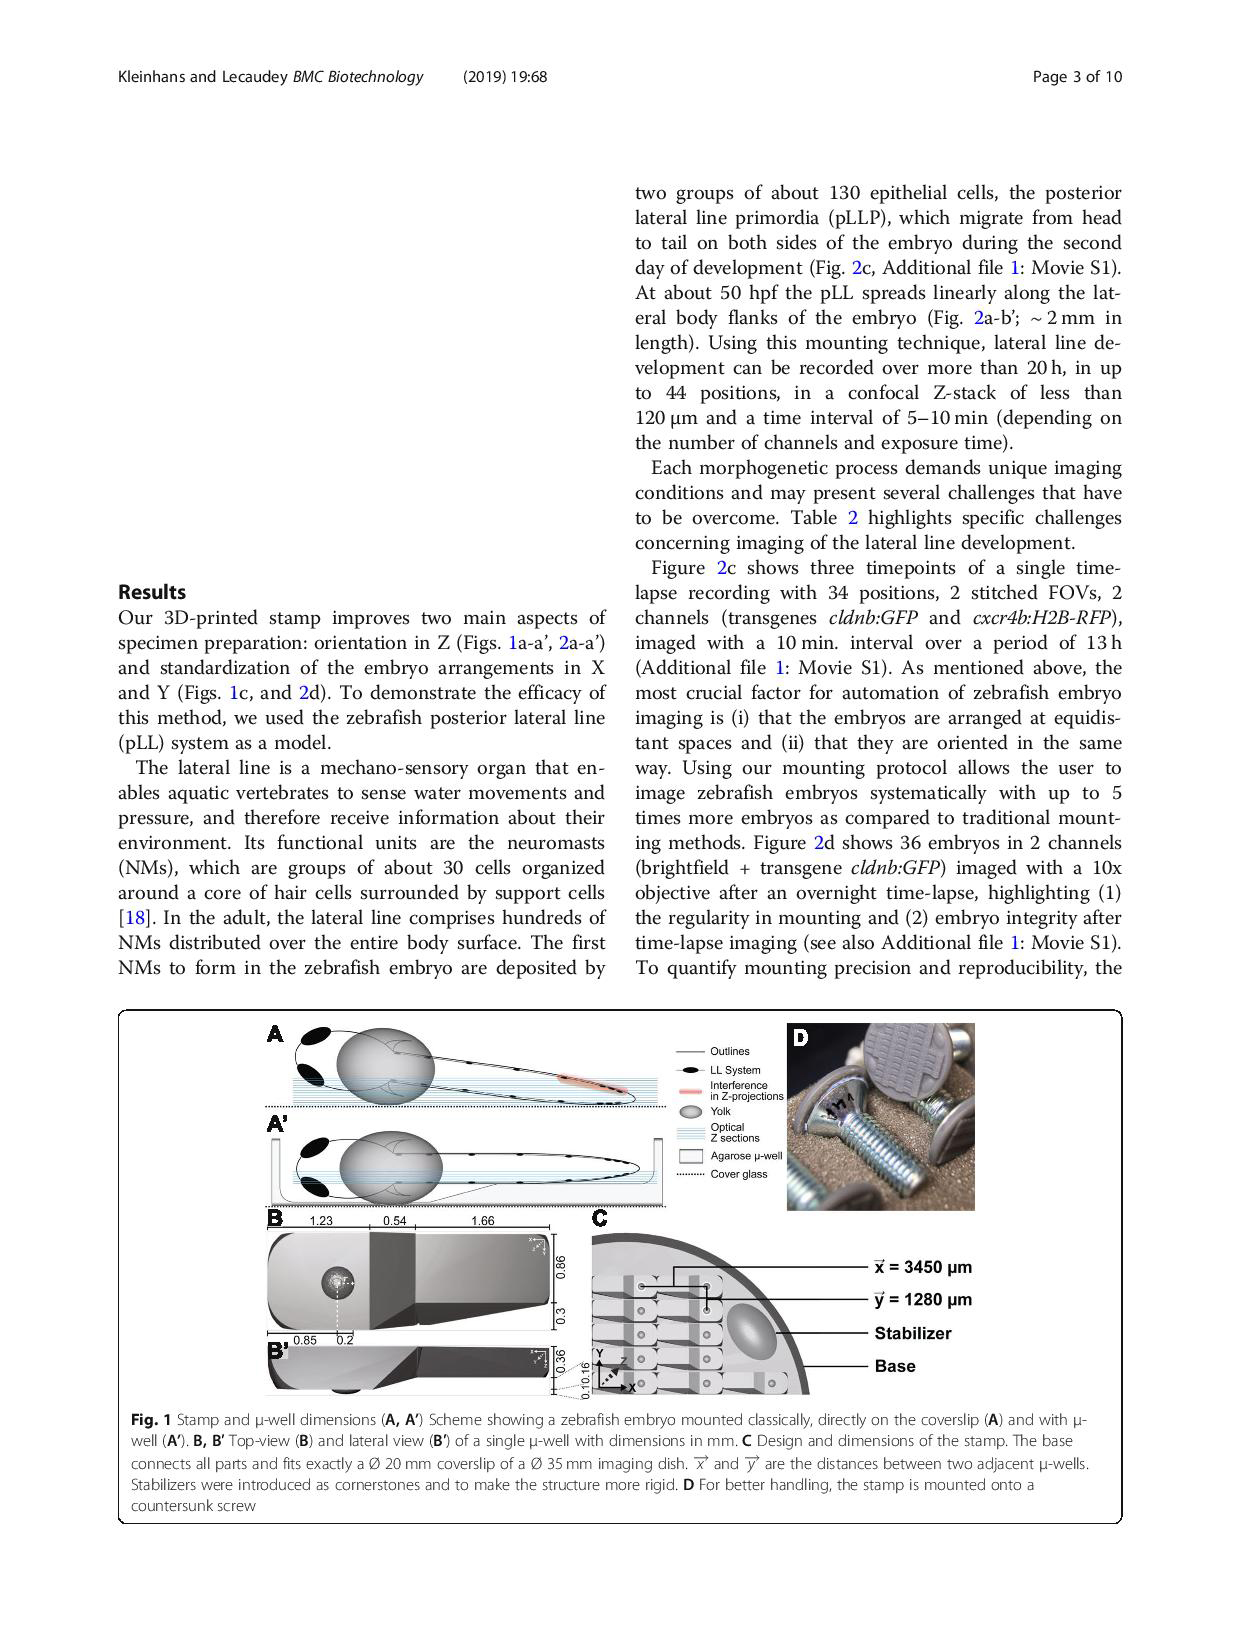 Kleinhans and Lecaudey BMC Biotechnology (2019) 19:68 Page 3 of 10
Results
Our 3D-printed stamp improves two main aspects of
specimen preparation: orientation in Z (Figs. 1a-a’, 2a-a’)
and standardization of the embryo arrangements in X
and Y (Figs. 1c, and 2d). To demonstrate the efficacy of
this method, we used the zebrafish posterior lateral line
(pLL) system as a model.
The lateral line is a mechano-sensory organ that en-
ables aquatic vertebrates to sense water movements and
pressure, and therefore receive information about their
environment. Its functional units are the neuromasts
(NMs), which are groups of about 30 cells organized
around a core of hair cells surrounded by support cells
[18]. In the adult, the lateral line comprises hundreds of
NMs distributed over the entire body surface. The first
NMs to form in the zebrafish embryo are deposited by
two groups of about 130 epithelial cells, the posterior
lateral line primordia (pLLP), which migrate from head
to tail on both sides of the embryo during the second
day of development (Fig. 2c, Additional file 1: Movie S1).
At about 50 hpf the pLL spreads linearly along the lat-
eral body flanks of the embryo (Fig. 2a-b’; ~ 2 mm in
length). Using this mounting technique, lateral line de-
velopment can be recorded over more than 20 h, in up
to 44 positions, in a confocal Z-stack of less than
120 μm and a time interval of 5–10 min (depending on
the number of channels and exposure time).
Each morphogenetic process demands unique imaging
conditions and may present several challenges that have
to be overcome. Table 2 highlights specific challenges
concerning imaging of the lateral line development.
Figure 2c shows three timepoints of a single time-
lapse recording with 34 positions, 2 stitched FOVs, 2
channels (transgenes cldnb:GFP and cxcr4b:H2B-RFP),
imaged with a 10 min. interval over a period of 13 h
(Additional file 1: Movie S1). As mentioned above, the
most crucial factor for automation of zebrafish embryo
imaging is (i) that the embryos are arranged at equidis-
tant spaces and (ii) that they are oriented in the same
way. Using our mounting protocol allows the user to
image zebrafish embryos systematically with up to 5
times more embryos as compared to traditional mount-
ing methods. Figure 2d shows 36 embryos in 2 channels
(brightfield + transgene cldnb:GFP) imaged with a 10x
objective after an overnight time-lapse, highlighting (1)
the regularity in mounting and (2) embryo integrity after
time-lapse imaging (see also Additional file 1: Movie S1).
To quantify mounting precision and reproducibility, the
A
A’
Outlines
LL System
Interference
in Z-projections
Yolk
Optical
Z sections
Agarose μ-well
Cover glass
D
B
1.23 0.54 1.66
0.86
0.3
0.85 0.2
B’
0.36
0.1 0.16
C
x⃗ = 3450 μm
y⃗ = 1280 μm
Stabilizer
Base
Y
Z
X
Fig. 1 Stamp and μ-well dimensions (A, A’) Scheme showing a zebrafish embryo mounted classically, directly on the coverslip (A) and with μ-
well (A’). B, B’ Top-view (B) and lateral view (B’) of a single μ-well with dimensions in mm. C Design and dimensions of the stamp. The base
connects all parts and fits exactly a Ø 20 mm coverslip of a Ø 35 mm imaging dish. x⃗ and y⃗ are the distances between two adjacent μ-wells.
Stabilizers were introduced as cornerstones and to make the structure more rigid. D For better handling, the stamp is mounted onto a
countersunk screw